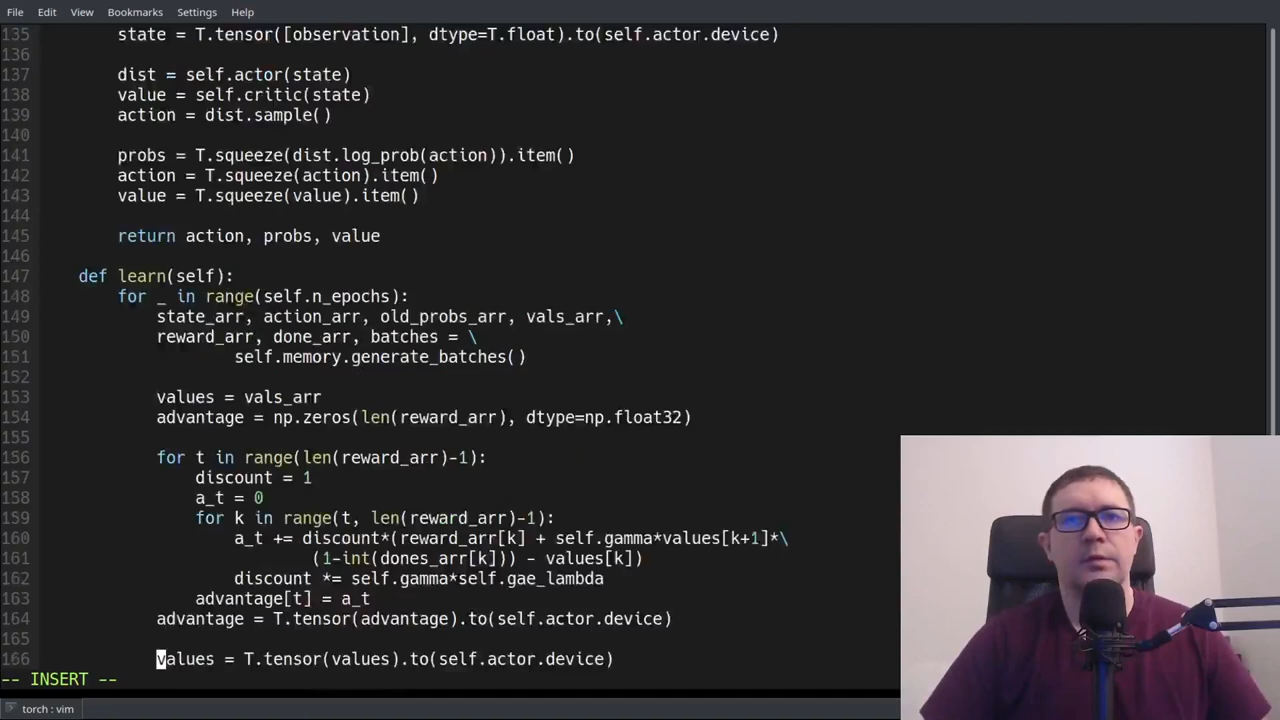 File Edit View Bookmarks Settings Help
135 state = T.tensor([observation], dtype=T.float).to(self.actor.device)
136
137 dist = self.actor(state)
138 value = self.critic(state)
139 action = dist.sample()
140
141 probs = T.squeeze(dist.log_prob(action)).item()
142 action = T.squeeze(action).item()
143 value = T.squeeze(value).item()
144
145 return action, probs, value
146
147 def learn(self):
148 for _ in range(self.n_epochs):
149 state_arr, action_arr, old_probs_arr, vals_arr,\
150 reward_arr, done_arr, batches = \
151 self.memory.generate_batches()
152
153 values = vals_arr
154 advantage = np.zeros(len(reward_arr), dtype=np.float32)
155
156 for t in range(len(reward_arr)-1):
157 discount = 1
158 a_t = 0
159 for k in range(t, len(reward_arr)-1):
160 a_t += discount*(reward_arr[k] + self.gamma*values[k+1]*\
161 (1-int(dones_arr[k])) - values[k])
162 discount *= self.gamma*self.gae_lambda
163 advantage[t] = a_t
164 advantage = T.tensor(advantage).to(self.actor.device)
165
166 values = T.tensor(values).to(self.actor.device)
-- INSERT --
torch : vim